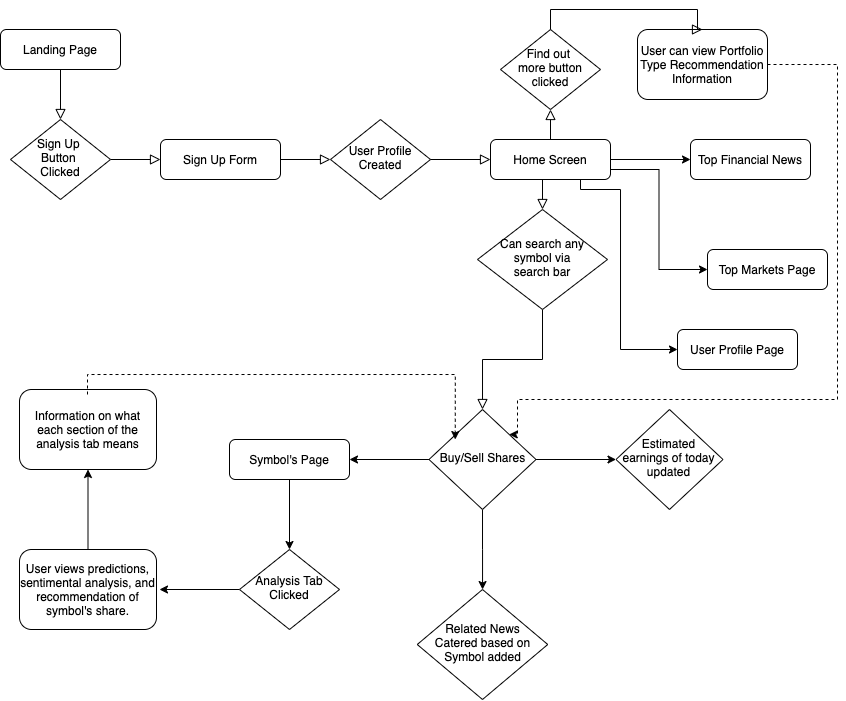 Landing Page
Find out
more button
clicked
User can view Portfolio
Type Recommendation
Information
Sign Up
Button
Clicked
Sign Up Form
User Profile
Created
Home Screen
Top Financial News
Can search any
symbol via
search bar
Top Markets Page
User Profile Page
Information on what
each section of the
analysis tab means
Symbol's Page
Buy/Sell Shares
Estimated
earnings of today
updated
User views predictions,
sentimental analysis, and
recommendation of
symbol's share.
Analysis Tab
Clicked
Related News
Catered based on
Symbol added